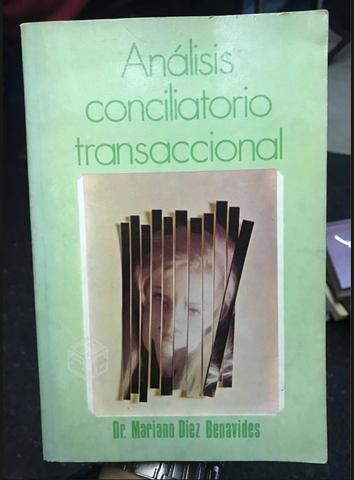 Análisis
conciliatorio
transaccional
Dr. Mariano Diez Benavides